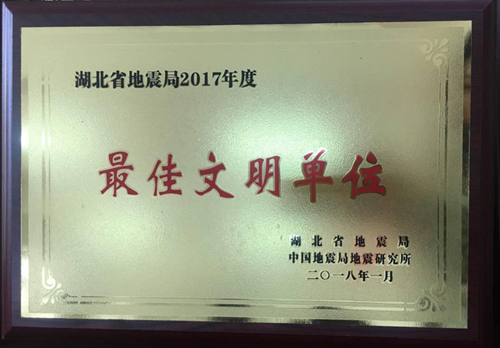 湖北省地震局2017年度
最佳文明单位
湖北省地震局
中国地震局地震研究所
二〇一八年一月